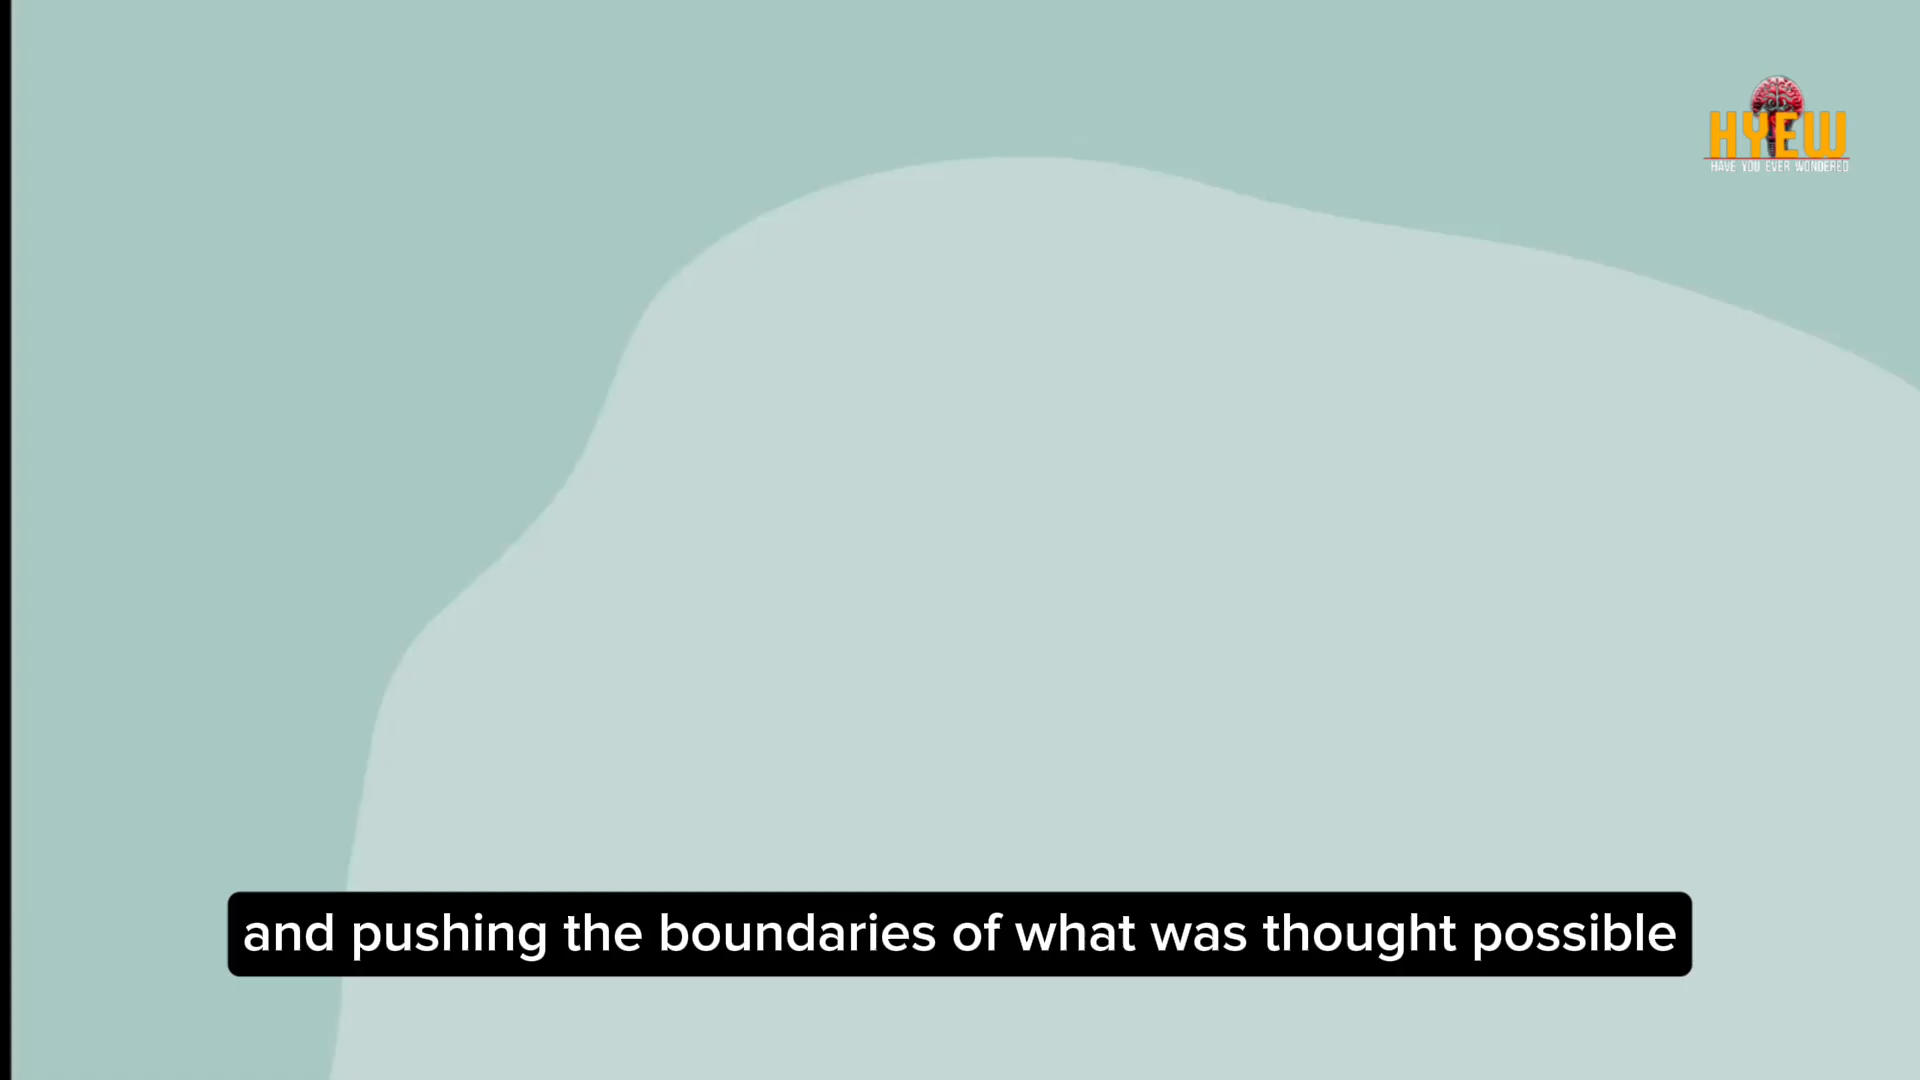 HYEW
HAVE YOU EVER WONDERED
and pushing the boundaries of what was thought possible